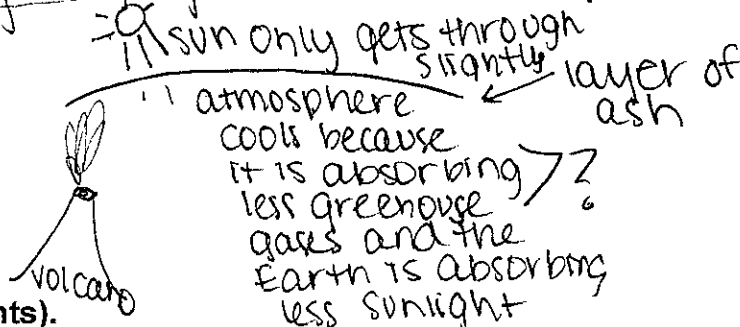 sun only gets through
slightly
layer of
ash
atmosphere
cools because
it is absorbing
less greenouse
gases and the
Earth is absorbing
less sunlight
?
volcano
nts).